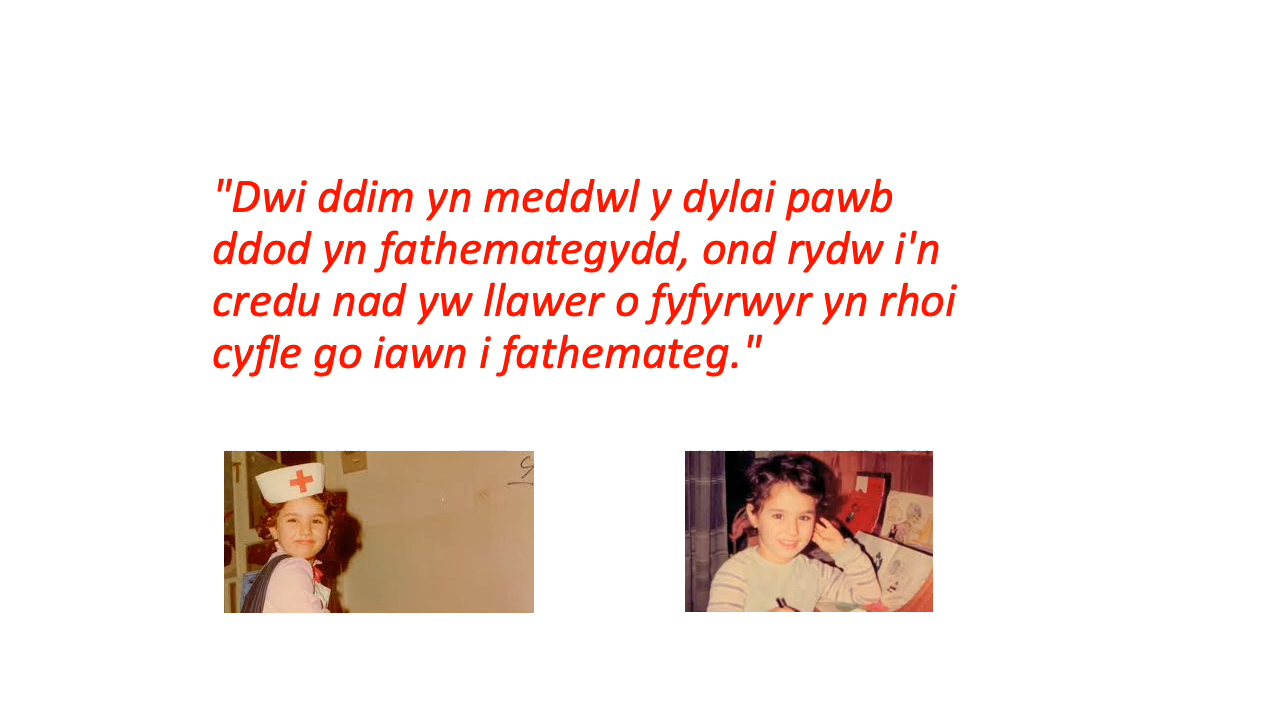 "Dwi ddim yn meddwl y dylai pawb
ddod yn fathemategydd, ond rydw i'n
credu nad yw llawer o fyfyrwyr yn rhoi
cyfle go iawn i fathemateg."